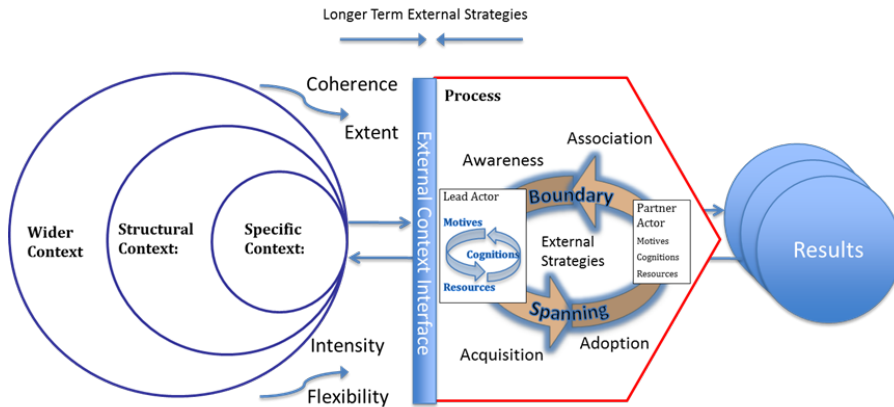 Longer Term External Strategies
Coherence
Extent
Wider
Context
Structural
Context:
Specific
Context:
Intensity
Flexibility
External Context Interface
Process
Association
Awareness
Boundary
Lead Actor
Motives
Cognitions
Resources
External
Strategies
Partner
Actor
Motives
Cognitions
Resources
Spanning
Acquisition
Adoption
Results